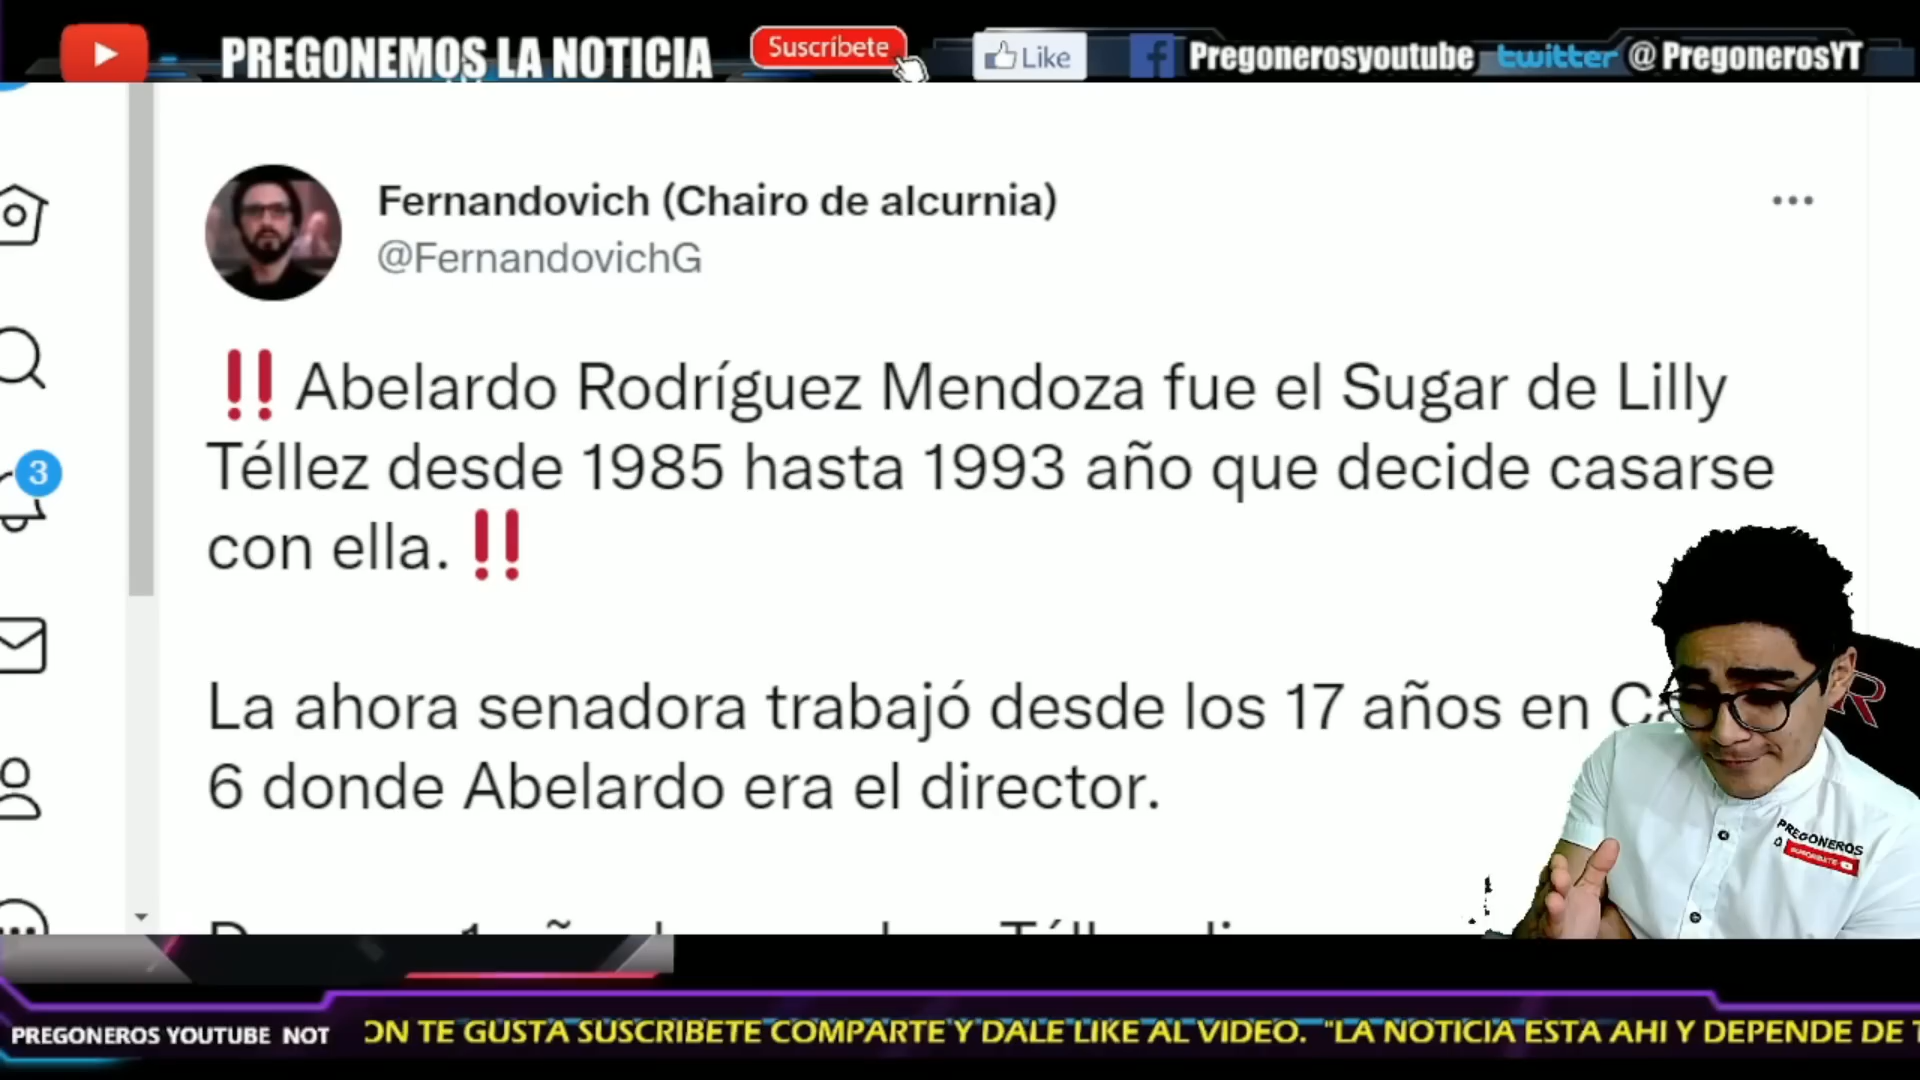 PREGONEMOS LA NOTICIA
Suscríbete
Like
Pregonerosyoutube
twitter @PregonerosYT
Fernandovich (Chairo de alcurnia)
@FernandovichG
‼Abelardo Rodríguez Mendoza fue el Sugar de Lilly
Téllez desde 1985 hasta 1993 año que decide casarse
con ella.‼
3
La ahora senadora trabajó desde los 17 años en
6 donde Abelardo era el director.
PREGONEROS
SUSCRIBETE
PREGONEROS YOUTUBE NOT
TE GUSTA SUSCRIBETE COMPARTE Y DALE LIKE AL VIDEO. "LA NOTICIA ESTA AHI Y DEPENDE DE